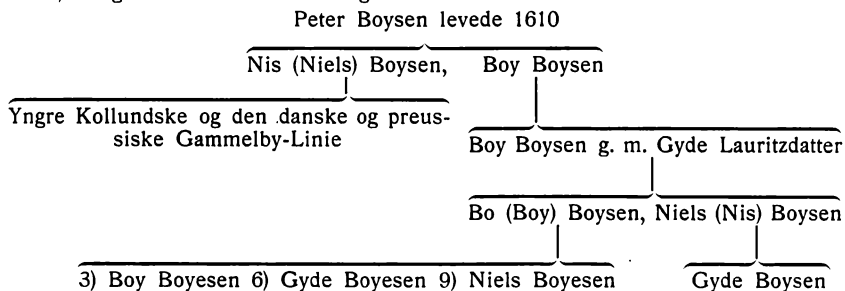 Peter Boysen levede 1610
Nis (Niels) Boysen, Boy Boysen
Yngre Kollundske og den danske og preus-
siske Gammelby-Linie
Boy Boysen g. m. Gyde Lauritzdatter
Bo (Boy) Boysen, Niels (Nis) Boysen
3) Boy Boyesen 6) Gyde Boyesen 9) Niels Boyesen
Gyde Boysen